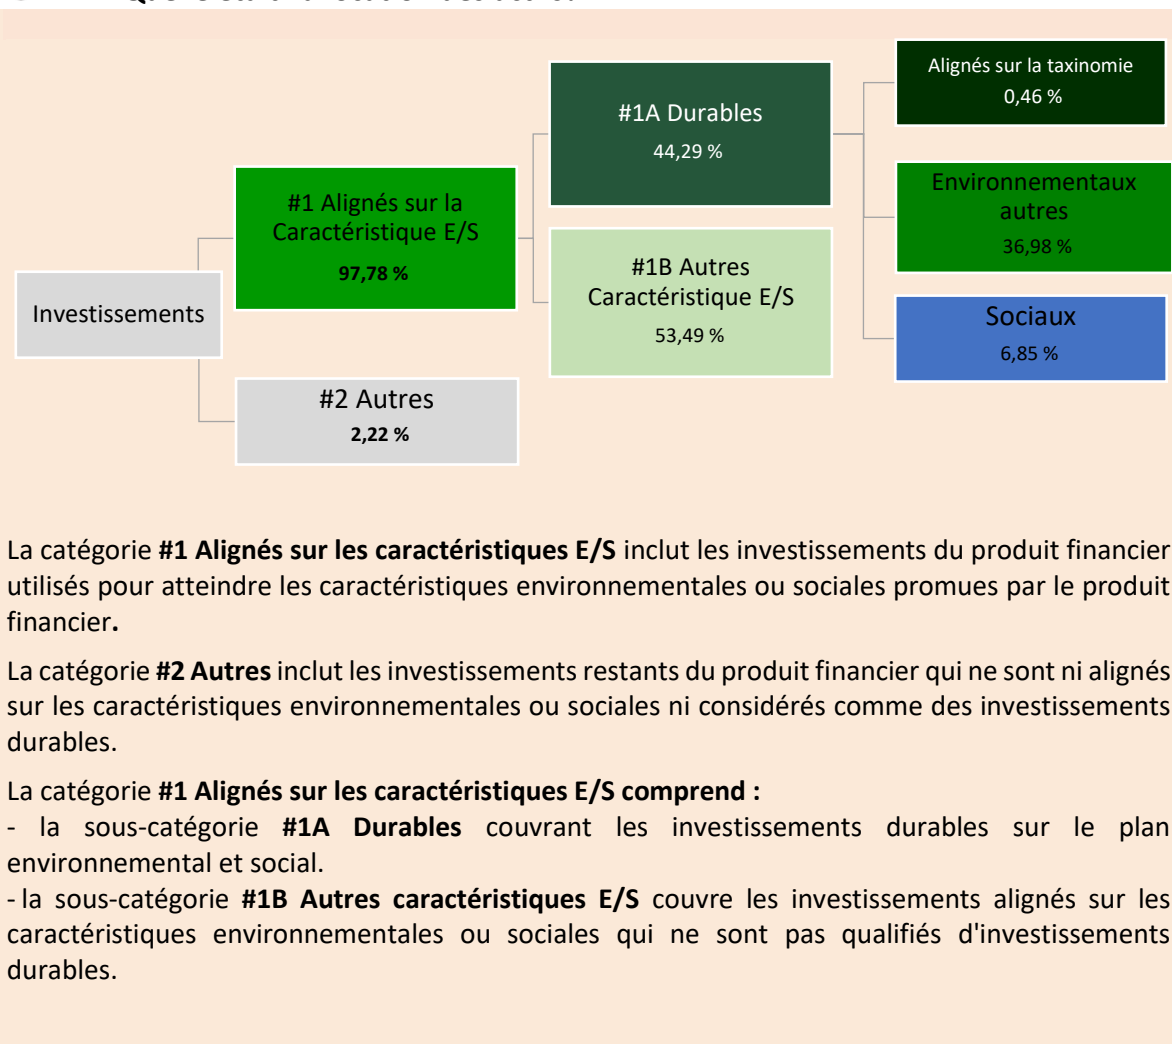 Investissements
#1 Alignés sur la
Caractéristique E/S
97,78 %
#2 Autres
2,22 %
#1A Durables
44,29 %
#1B Autres
Caractéristique E/S
53,49 %
Alignés sur la taxinomie
0,46 %
Environnementaux
autres
36,98 %
Sociaux
6,85 %
La catégorie #1 Alignés sur les caractéristiques E/S inclut les investissements du produit financier
utilisés pour atteindre les caractéristiques environnementales ou sociales promues par le produit
financier.
La catégorie #2 Autres inclut les investissements restants du produit financier qui ne sont ni alignés
sur les caractéristiques environnementales ou sociales ni considérés comme des investissements
durables.
La catégorie #1 Alignés sur les caractéristiques E/S comprend :
- la sous-catégorie #1A Durables couvrant les investissements durables sur le plan
environnemental et social.
- la sous-catégorie #1B Autres caractéristiques E/S couvre les investissements alignés sur les
caractéristiques environnementales ou sociales qui ne sont pas qualifiés d'investissements
durables.